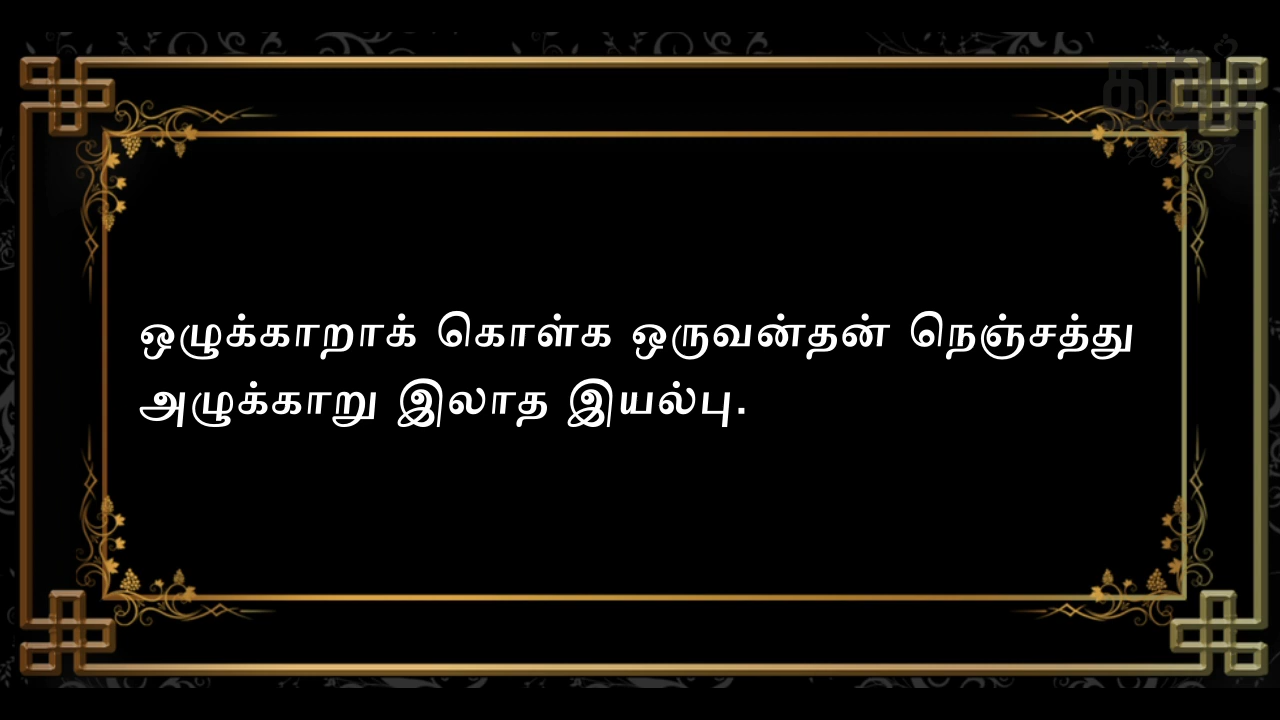 ஒழுக்காறாக் கொள்க ஒருவன்தன் நெஞ்சத்து
அழுக்காறு இலாத இயல்பு.